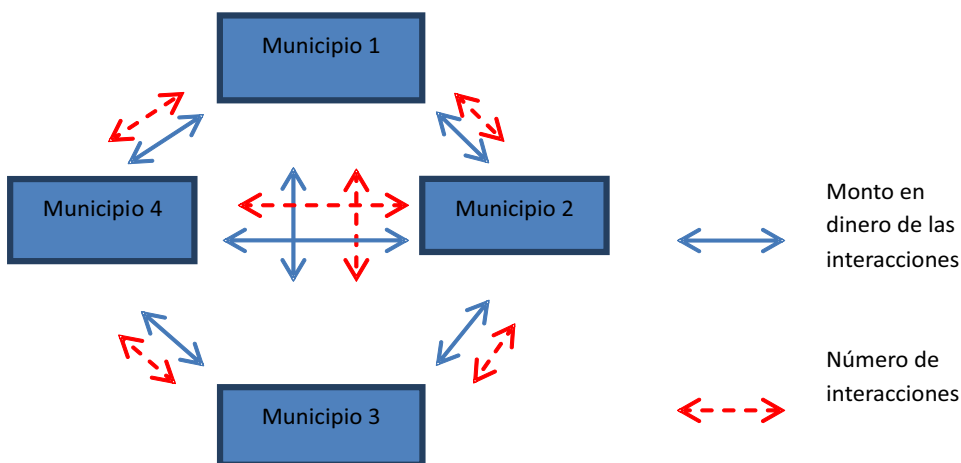 Municipio 1
Municipio 4
Municipio 2
Municipio 3
Monto en
dinero de las
interacciones
Número de
interacciones